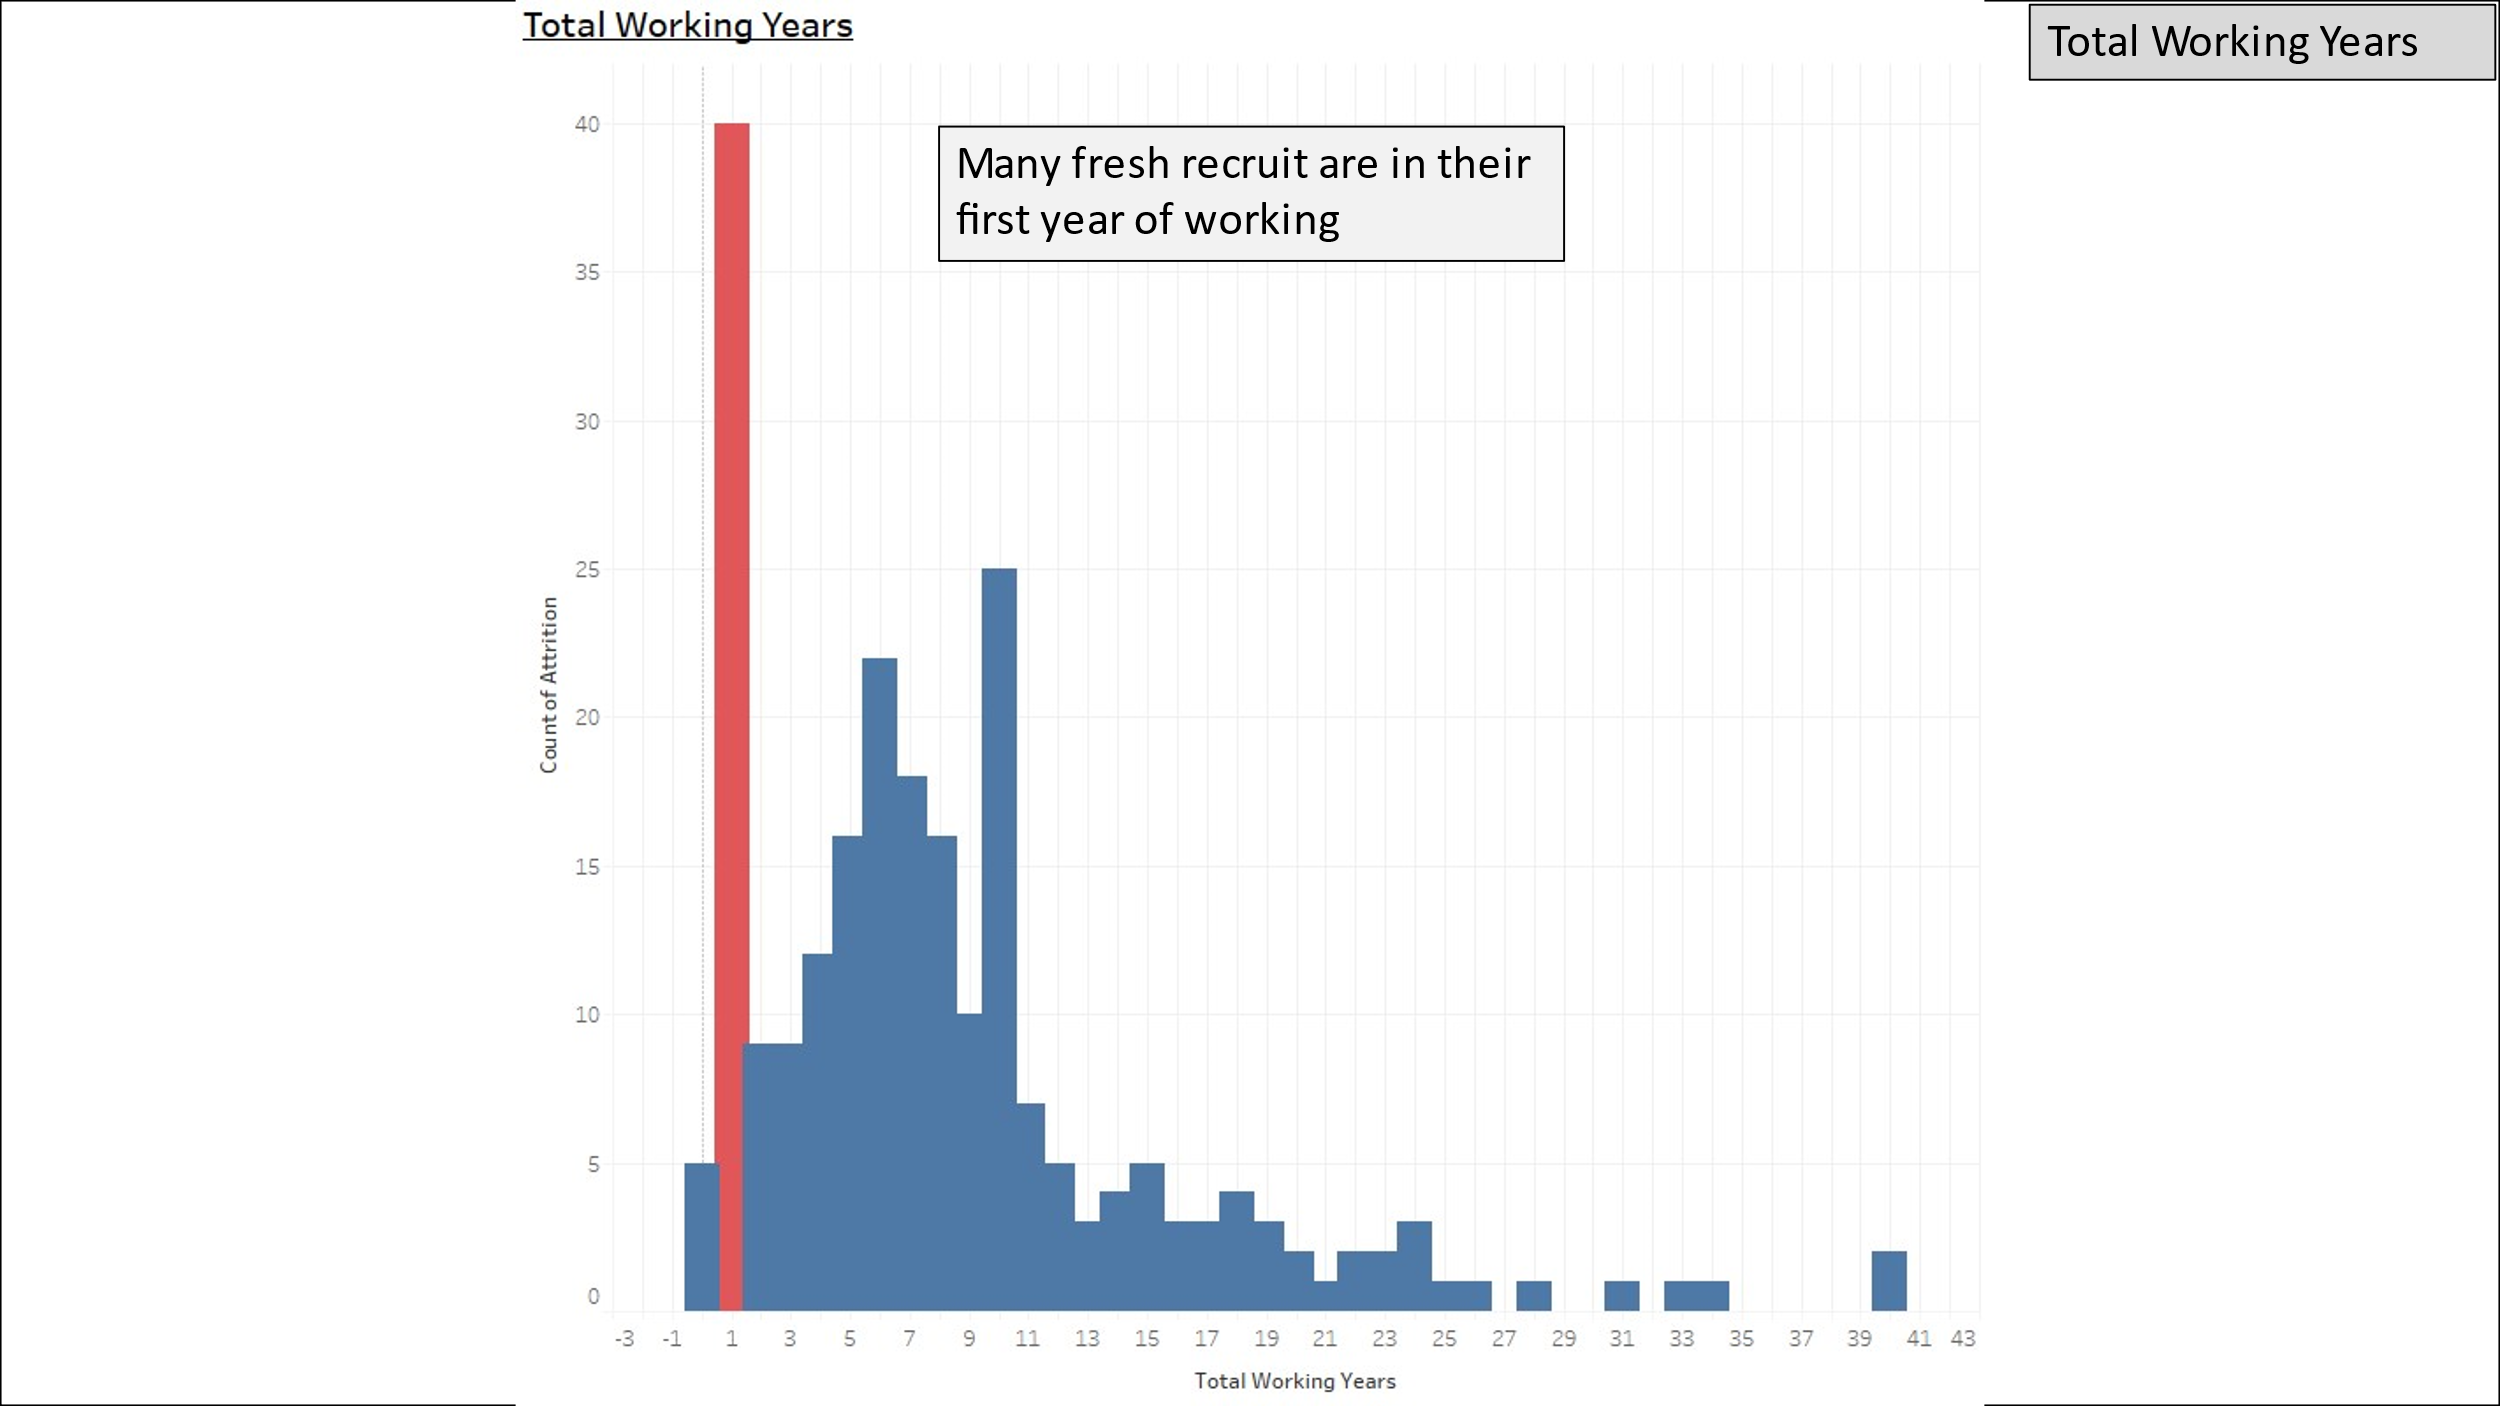 Total Working Years
Total Working Years
Many fresh recruit are in their
first year of working
40
35
30
25
20
15
10
5
0
Count of Attrition
-3 -1 1 3 5 7 9 11 13 15 17 19 21 23 25 27 29 31 33 35 37 39 41 43
Total Working Years